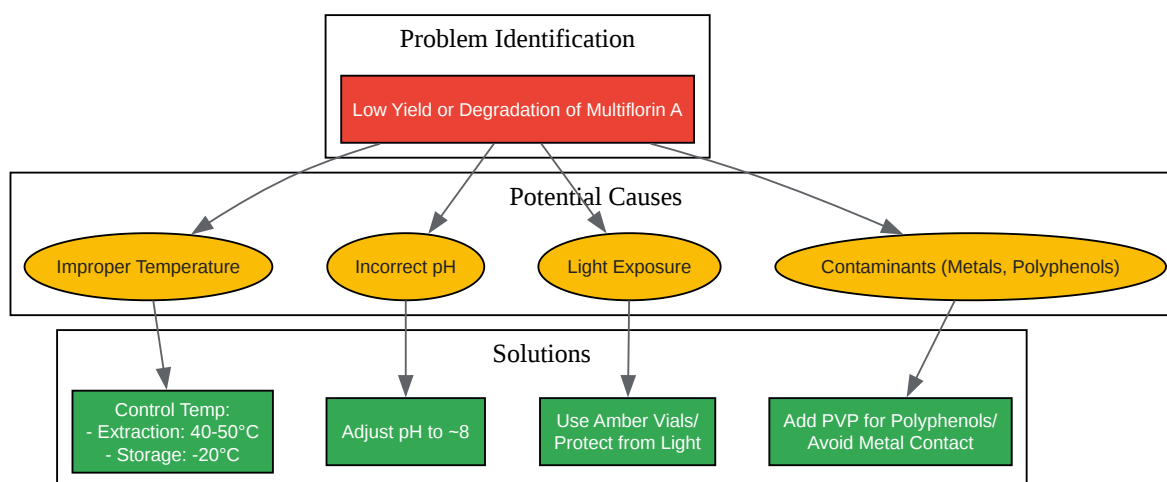 Problem Identification
Low Yield or Degradation of Multiflorin A
Potential Causes
Improper Temperature
Incorrect pH
Light Exposure
Contaminants (Metals, Polyphenols)
Solutions
Control Temp:
- Extraction: 40-50°C
- Storage: -20°C
Adjust pH to ~8
Use Amber Vials/
Protect from Light
Add PVP for Polyphenols/
Avoid Metal Contact